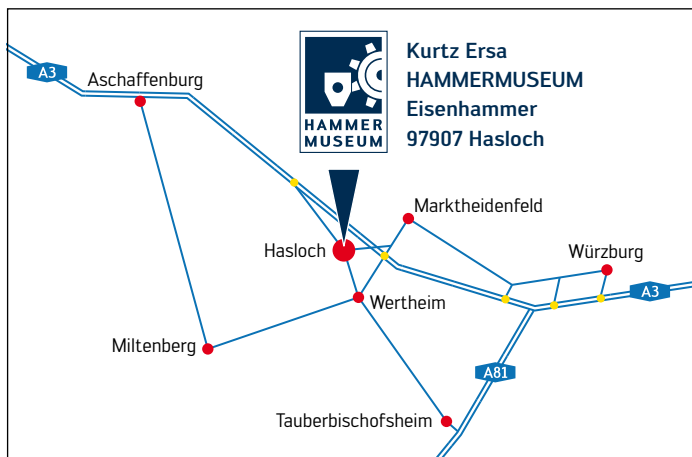 A3
Aschaffenburg
HAMMER
MUSEUM
Kurtz Ersa
HAMMERMUSEUM
Eisenhammer
97907 Hasloch
Marktheidenfeld
Hasloch
Würzburg
A3
Wertheim
Miltenberg
A81
Tauberbischofsheim